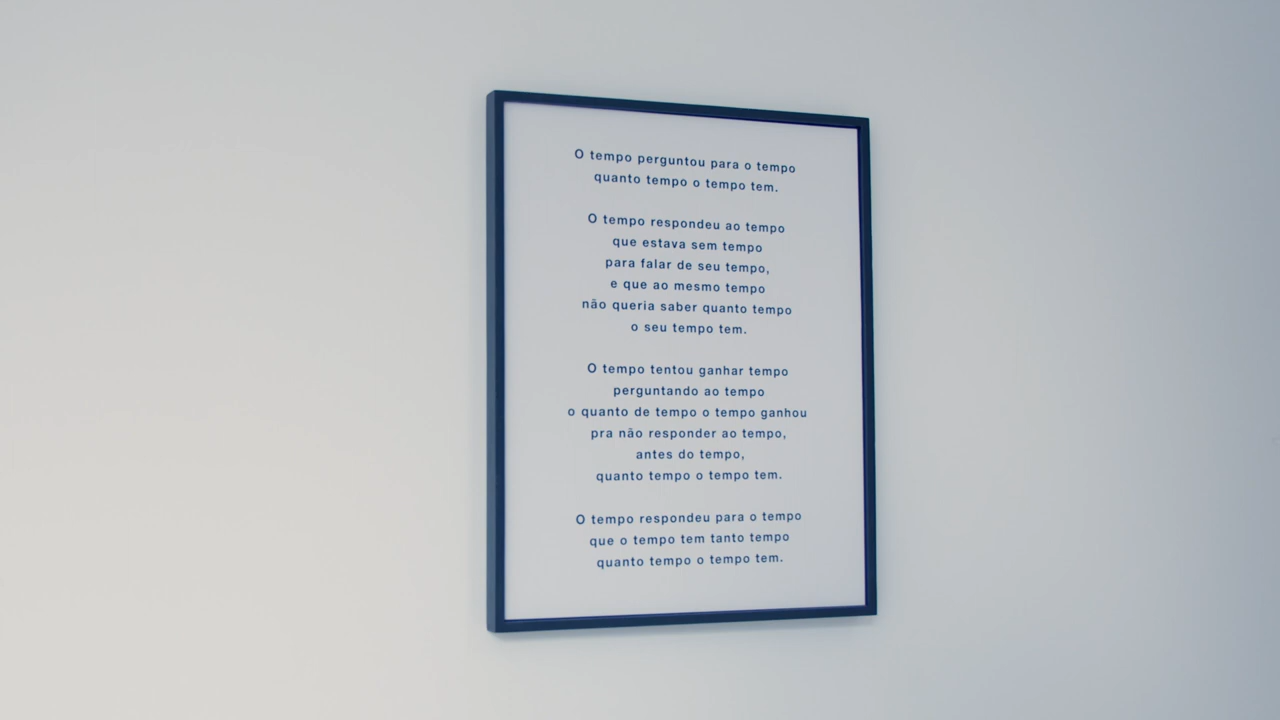 O tempo perguntou para o tempo
quanto tempo o tempo tem.
O tempo respondeu ao tempo
que estava sem tempo
para falar de seu tempo,
e que ao mesmo tempo
não queria saber quanto tempo
o seu tempo tem.
O tempo tentou ganhar tempo
perguntando ao tempo
o quanto de tempo o tempo ganhou
pra não responder ao tempo,
antes do tempo,
quanto tempo o tempo tem.
O tempo respondeu para o tempo
que o tempo tem tanto tempo
quanto tempo o tempo tem.